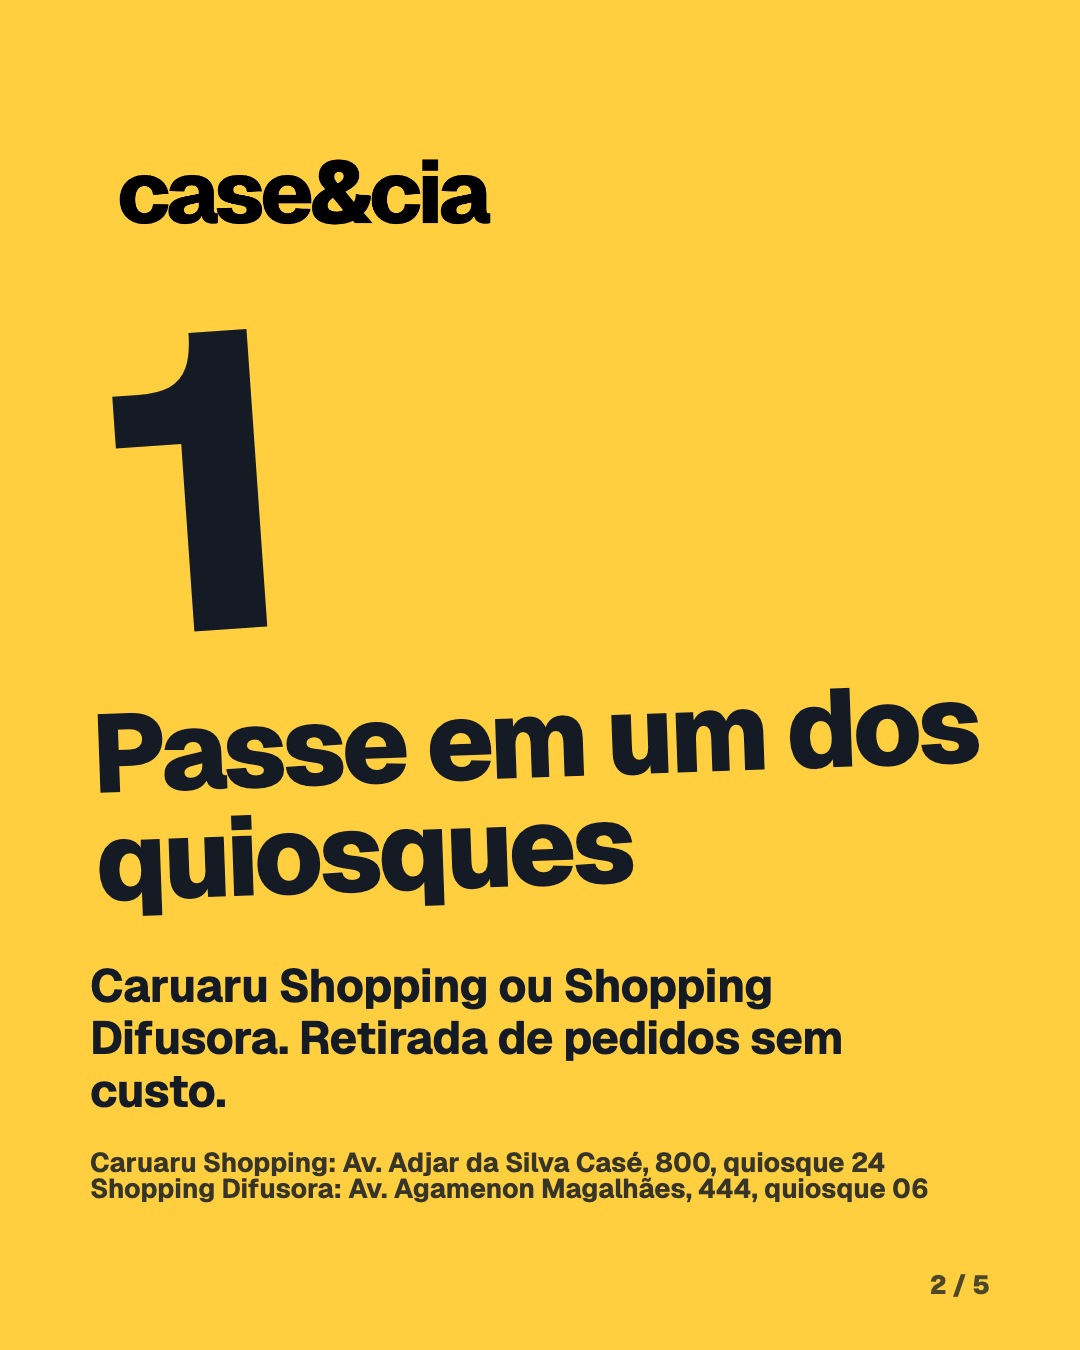 case&cia
1
Passe em um dos
quiosques
Caruaru Shopping ou Shopping
Difusora. Retirada de pedidos sem
custo.
Caruaru Shopping: Av. Adjar da Silva Casé, 800, quiosque 24
Shopping Difusora: Av. Agamenon Magalhães, 444, quiosque 06
2 / 5